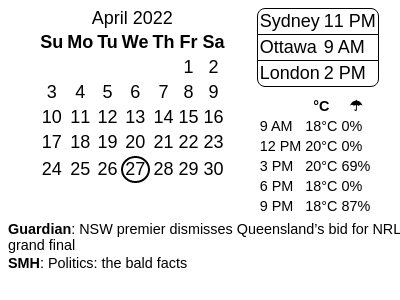 April 2022
Su Mo Tu We Th Fr Sa
1 2
3 4 5 6 7 8 9
10 11 12 13 14 15 16
17 18 19 20 21 22 23
24 25 26 27 28 29 30
Sydney 11 PM
Ottawa 9 AM
London 2 PM
°C ☂
9 AM 18°C 0%
12 PM 20°C 0%
3 PM 20°C 69%
6 PM 18°C 0%
9 PM 18°C 87%
Guardian: NSW premier dismisses Queensland’s bid for NRL
grand final
SMH: Politics: the bald facts